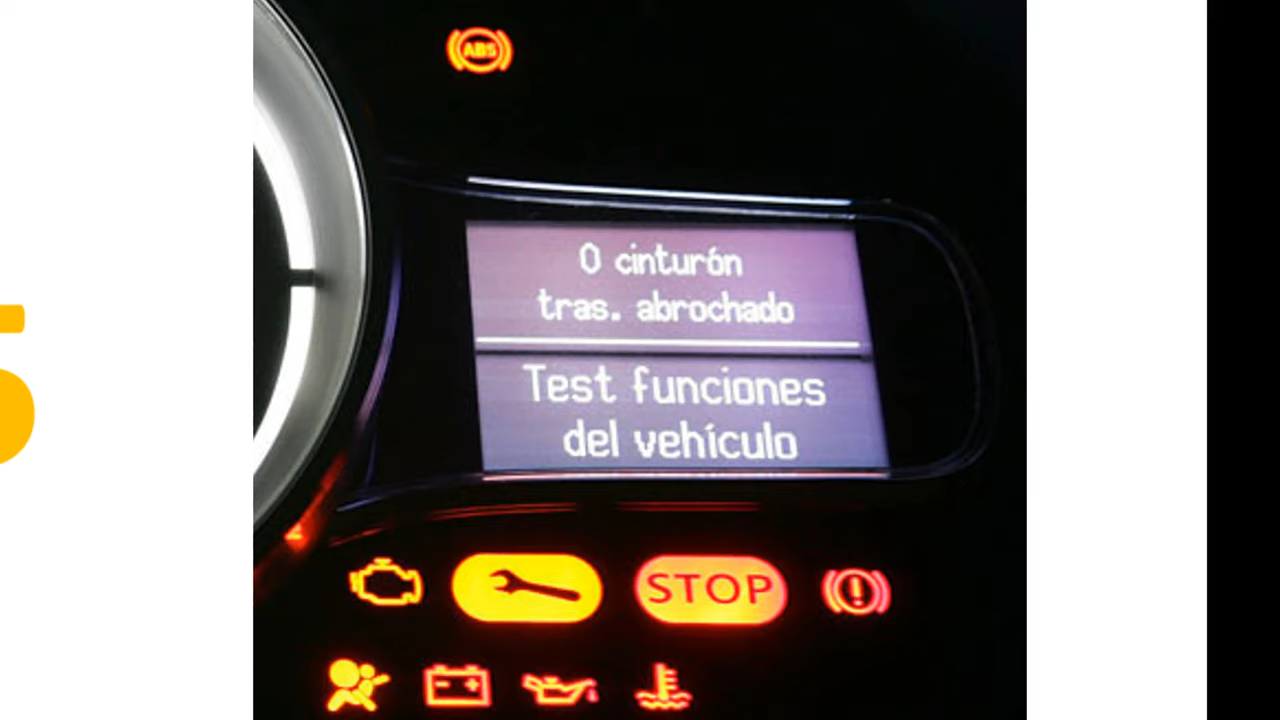 ABS
0 cinturón
tras. abrochado
Test funciones
del vehículo
STOP